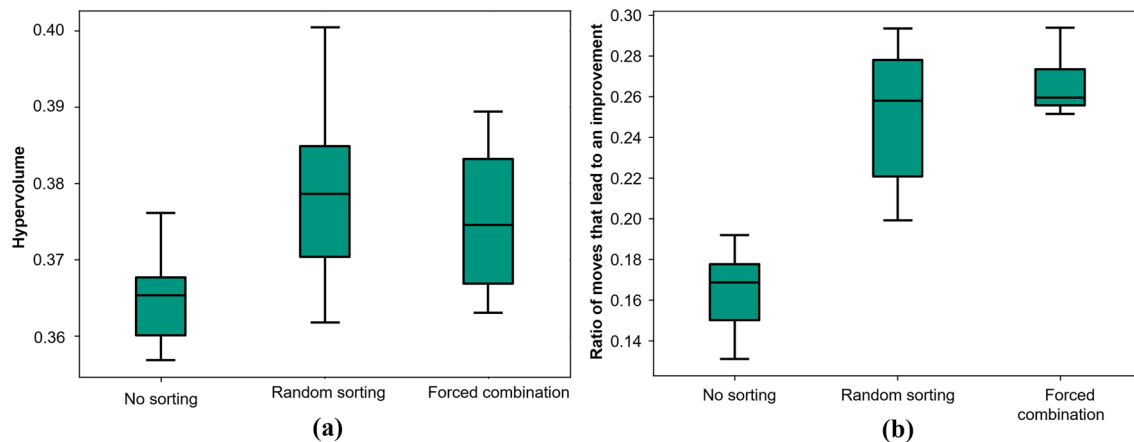 Hypervolume
0.40
0.39
0.38
0.37
0.36
No sorting
Random sorting
Forced combination
(a)
Ratio of moves that lead to an improvement
0.30
0.28
0.26
0.24
0.22
0.20
0.18
0.16
0.14
No sorting
Random sorting
Forced
combination
(b)